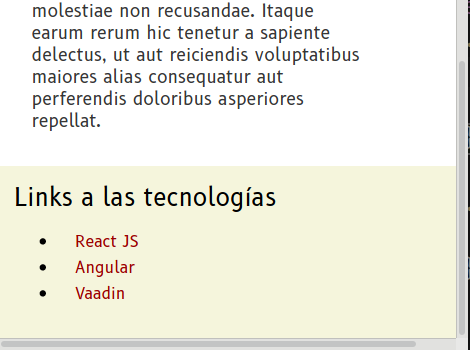 molestiae non recusandae. Itaque
earum rerum hic tenetur a sapiente
delectus, ut aut reiciendis voluptatibus
maiores alias consequatur aut
perferendis doloribus asperiores
repellat.
Links a las tecnologías
React JS
Angular
Vaadin